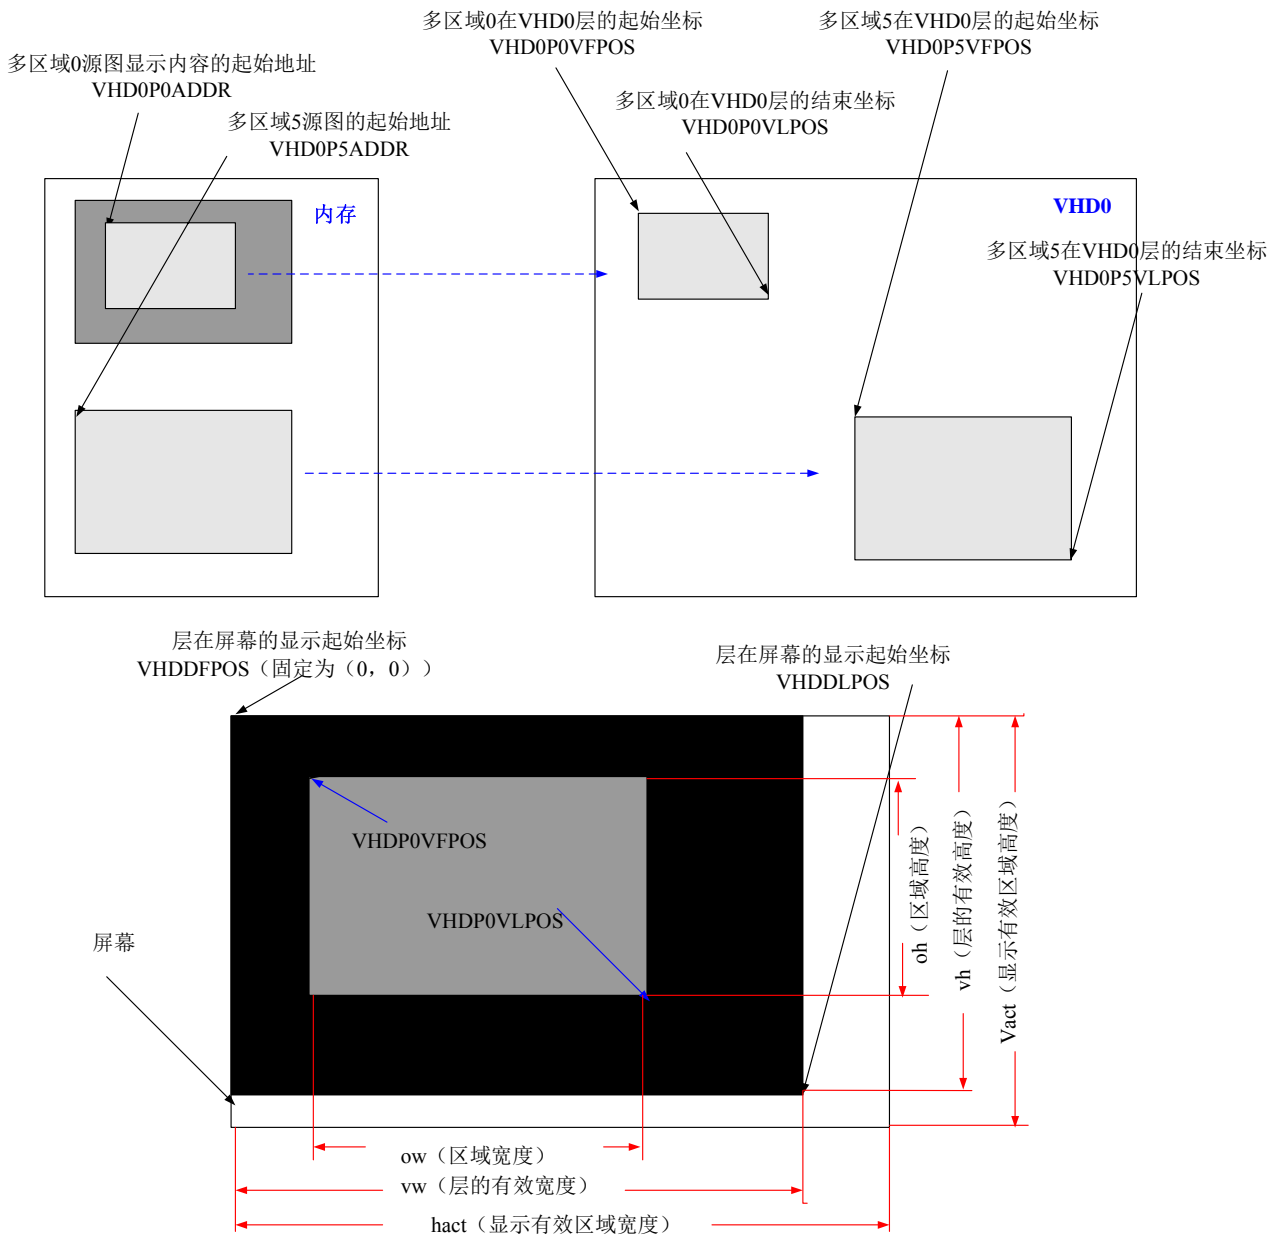 多区域0在VHD0层的起始坐标
VHD0P0VFPOS
多区域5在VHD0层的起始坐标
VHD0P5VFPOS
多区域0源图显示内容的起始地址
VHD0P0ADDR
多区域5源图的起始地址
VHD0P5ADDR
多区域0在VHD0层的结束坐标
VHD0P0VLPOS
内存
VHD0
多区域5在VHD0层的结束坐标
VHD0P5VLPOS
层在屏幕的显示起始坐标
VHDDFPOS（固定为（0，0））
层在屏幕的显示起始坐标
VHDDLPOS
VHDP0VFPOS
VHDP0VLPOS
屏幕
oh（区域高度）
vh（层的有效高度）
Vact（显示有效区域高度）
ow（区域宽度）
vw（层的有效宽度）
hact（显示有效区域宽度）